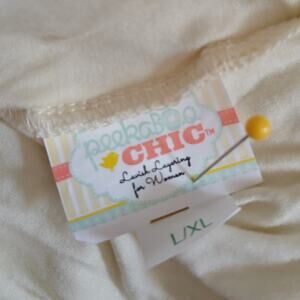 peekaBOO
CHIC™
Lavish Layering
for Women
L/XL